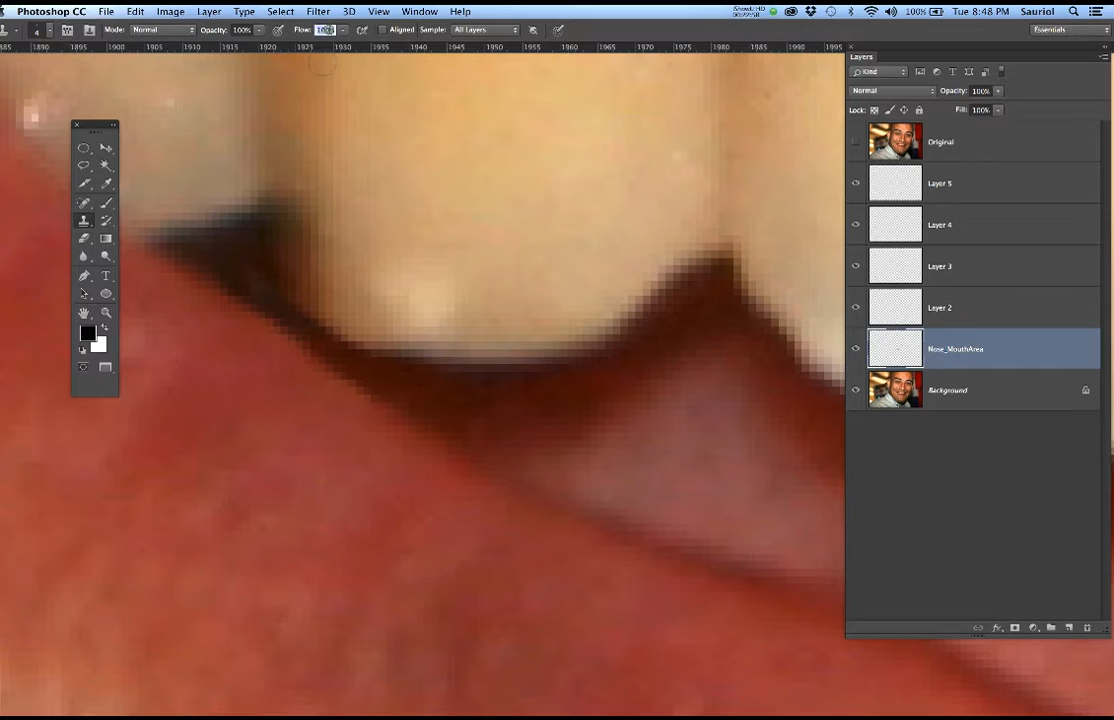 Photoshop CC File Edit Image Layer Type Select Filter 3D View Window Help 100% Tue 8:48 PM Sauriol
4 Mode: Normal Opacity: 100% Flow: Aligned Sample: All Layers Essentials
885 1890 1895 1900 1905 1910 1915 1920 1925 1930 1935 1940 1945 1950 1955 1960 1965 1970 1975 1980 1985 1990 1995
Layers
Kind
Normal Opacity: 100%
Lock: Fill: 100%
Original
Layer 5
Layer 4
Layer 3
Layer 2
Nose_MouthArea
Background